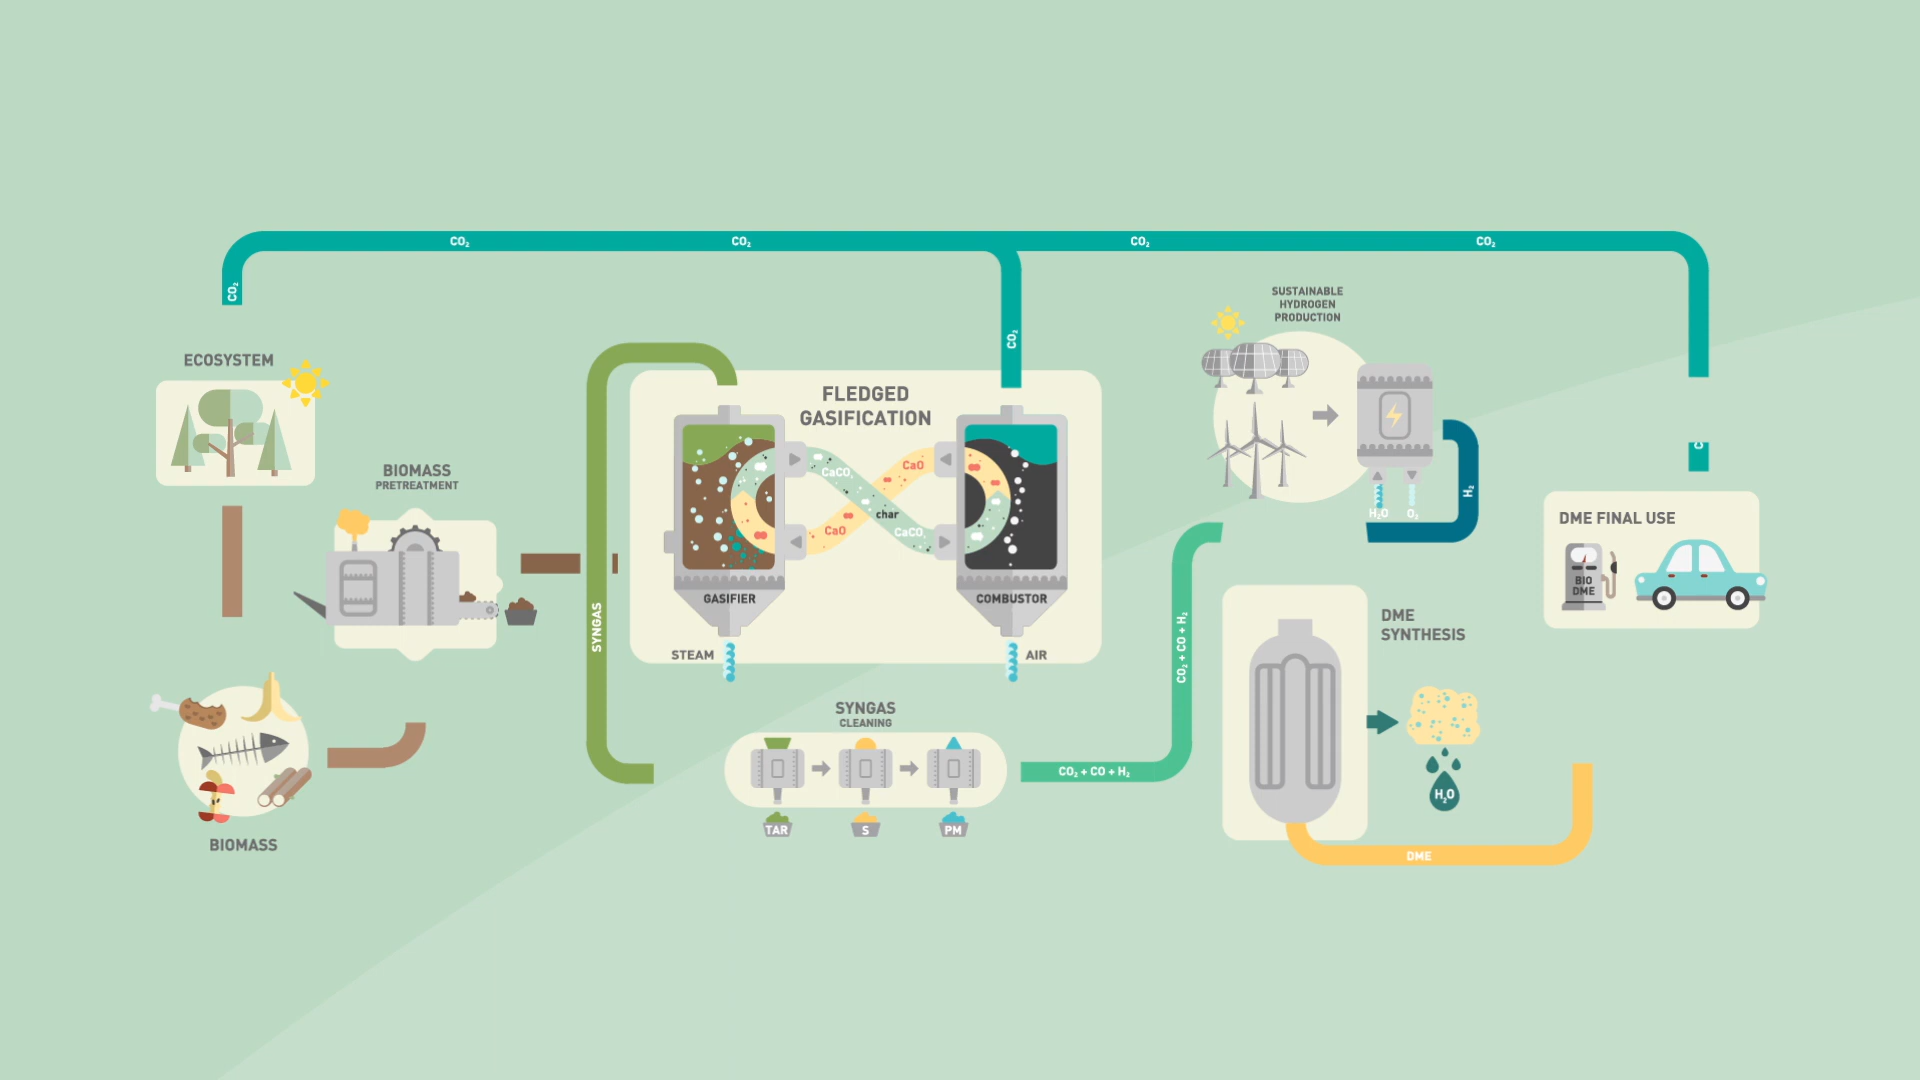 CO₂
CO₂
CO₂
CO₂
CO₂
CO₂
SUSTAINABLE
HYDROGEN
PRODUCTION
ECOSYSTEM
FLEDGED
GASIFICATION
BIOMASS
PRETREATMENT
CaCO₃
CaO
char
CaO
CaCO₃
GASIFIER
COMBUSTOR
STEAM
AIR
SYNGAS
H₂O
O₂
H₂
DME FINAL USE
BIO
DME
DME
SYNTHESIS
CO₂ + CO + H₂
SYNGAS
CLEANING
CO₂ + CO + H₂
TAR
S
PM
H₂O
BIOMASS
DME